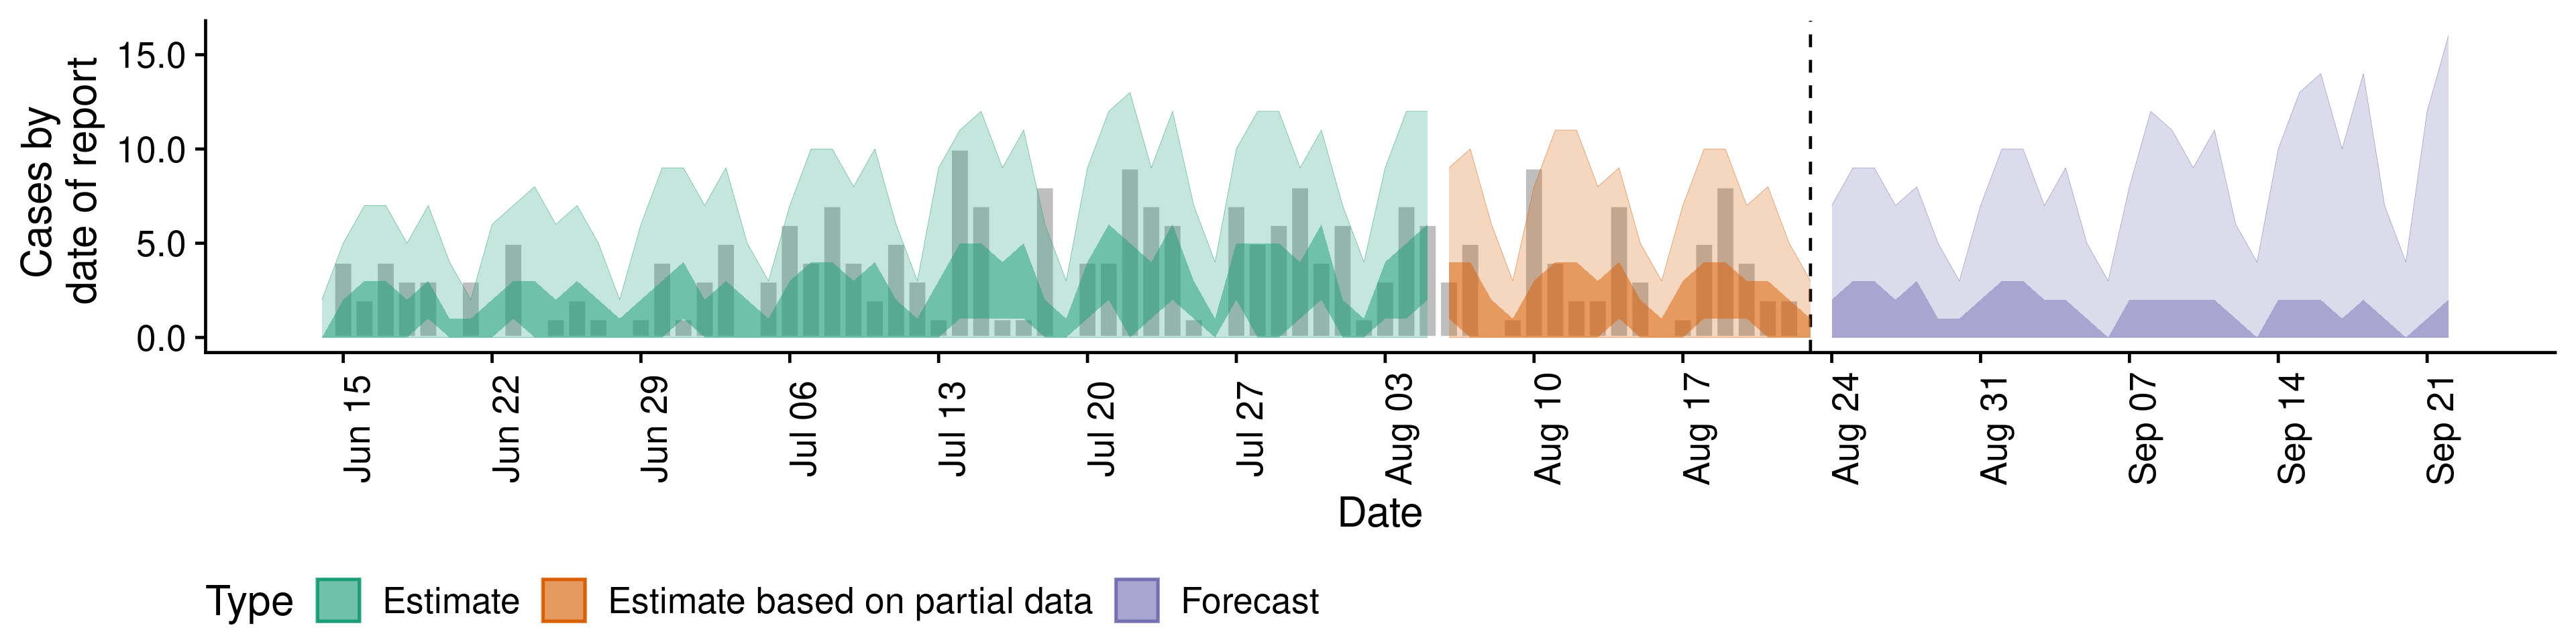 Cases by
date of report
15.0
10.0
5.0
0.0
Jun 15
Jun 22
Jun 29
Jul 06
Jul 13
Jul 20
Jul 27
Aug 03
Aug 10
Aug 17
Aug 24
Aug 31
Sep 07
Sep 14
Sep 21
Date
Type
Estimate
Estimate based on partial data
Forecast